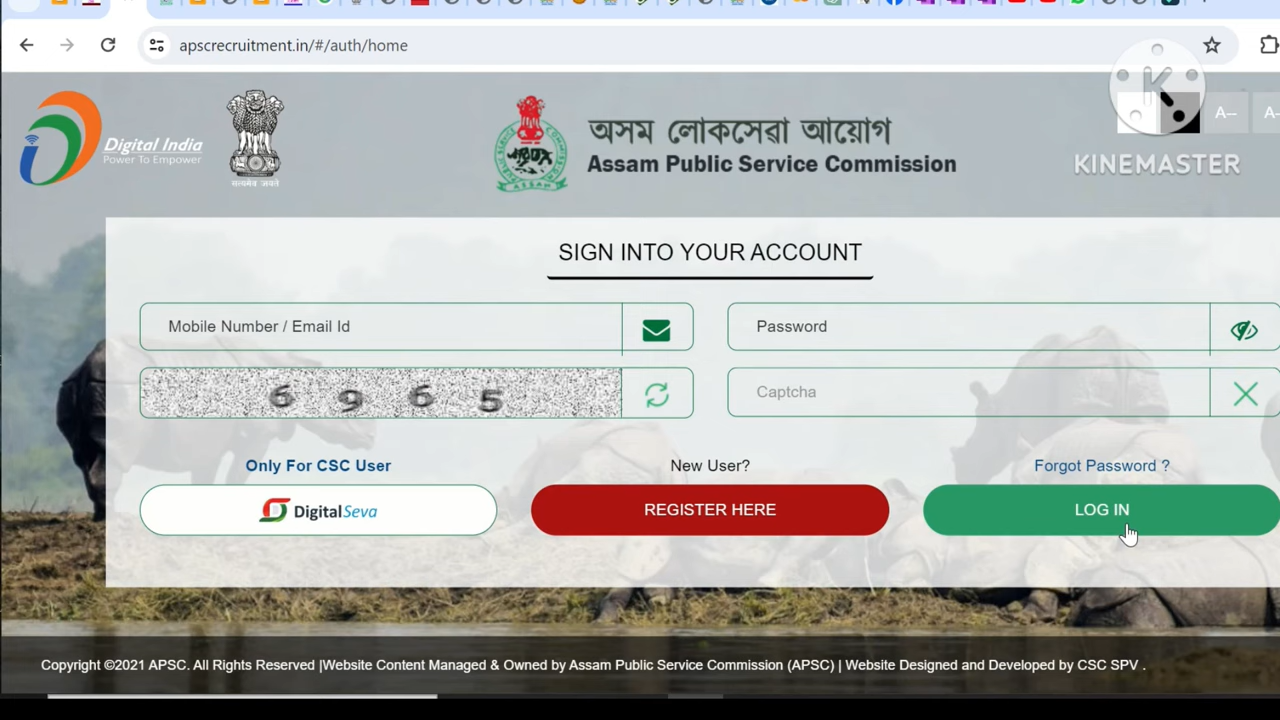 apscrecruitment.in/#/auth/home
Digital India
Power To Empower
सत्यमेव जयते
অসম লোকসেৱা আয়োগ
Assam Public Service Commission
A--
A-
KINEMASTER
SIGN INTO YOUR ACCOUNT
Mobile Number / Email Id
Password
6 9 6 5
Captcha
Only For CSC User
New User?
Forgot Password ?
DigitalSeva
REGISTER HERE
LOG IN
Copyright ©2021 APSC. All Rights Reserved |Website Content Managed & Owned by Assam Public Service Commission (APSC) | Website Designed and Developed by CSC SPV .